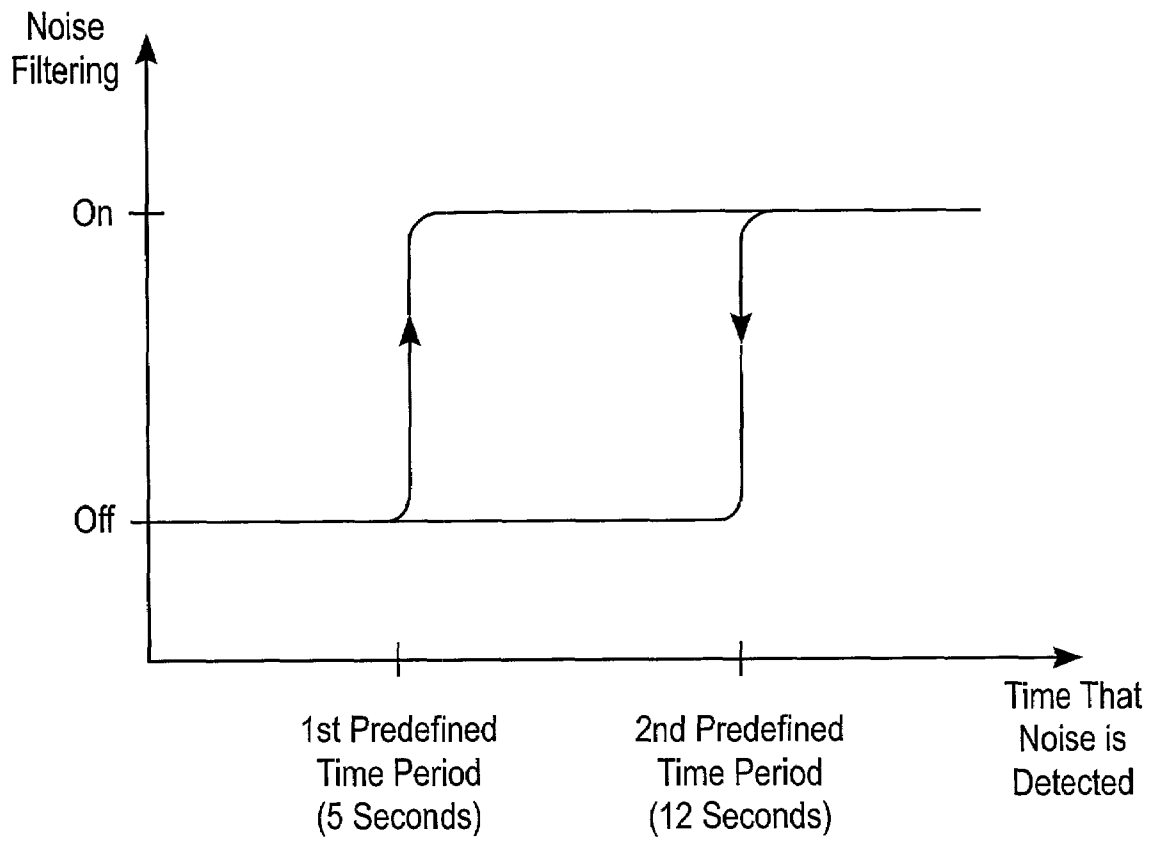 Noise
Filtering
On
Off
1st Predefined
Time Period
(5 Seconds)
2nd Predefined
Time Period
(12 Seconds)
Time That
Noise is
Detected